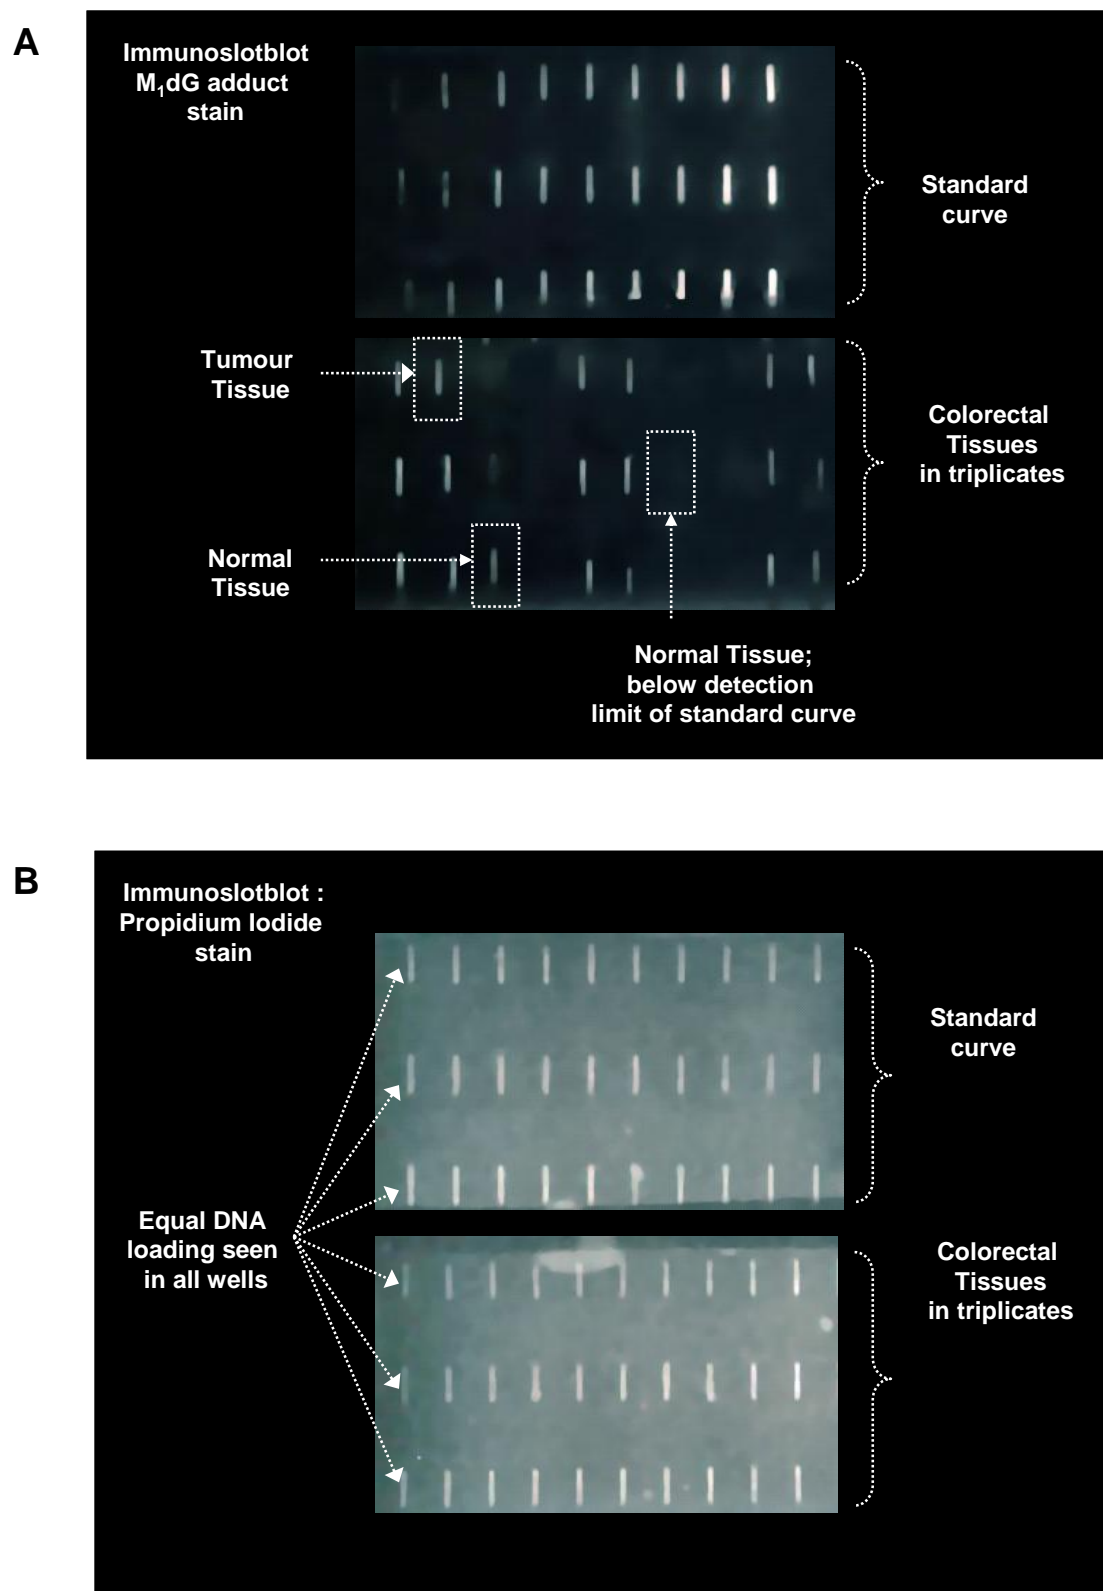 A
Immunoslotblot
M₁dG adduct
stain
Standard
curve
Tumour
Tissue
Colorectal
Tissues
in triplicates
Normal
Tissue
Normal Tissue;
below detection
limit of standard curve
B
Immunoslotblot :
Propidium Iodide
stain
Standard
curve
Equal DNA
loading seen
in all wells
Colorectal
Tissues
in triplicates